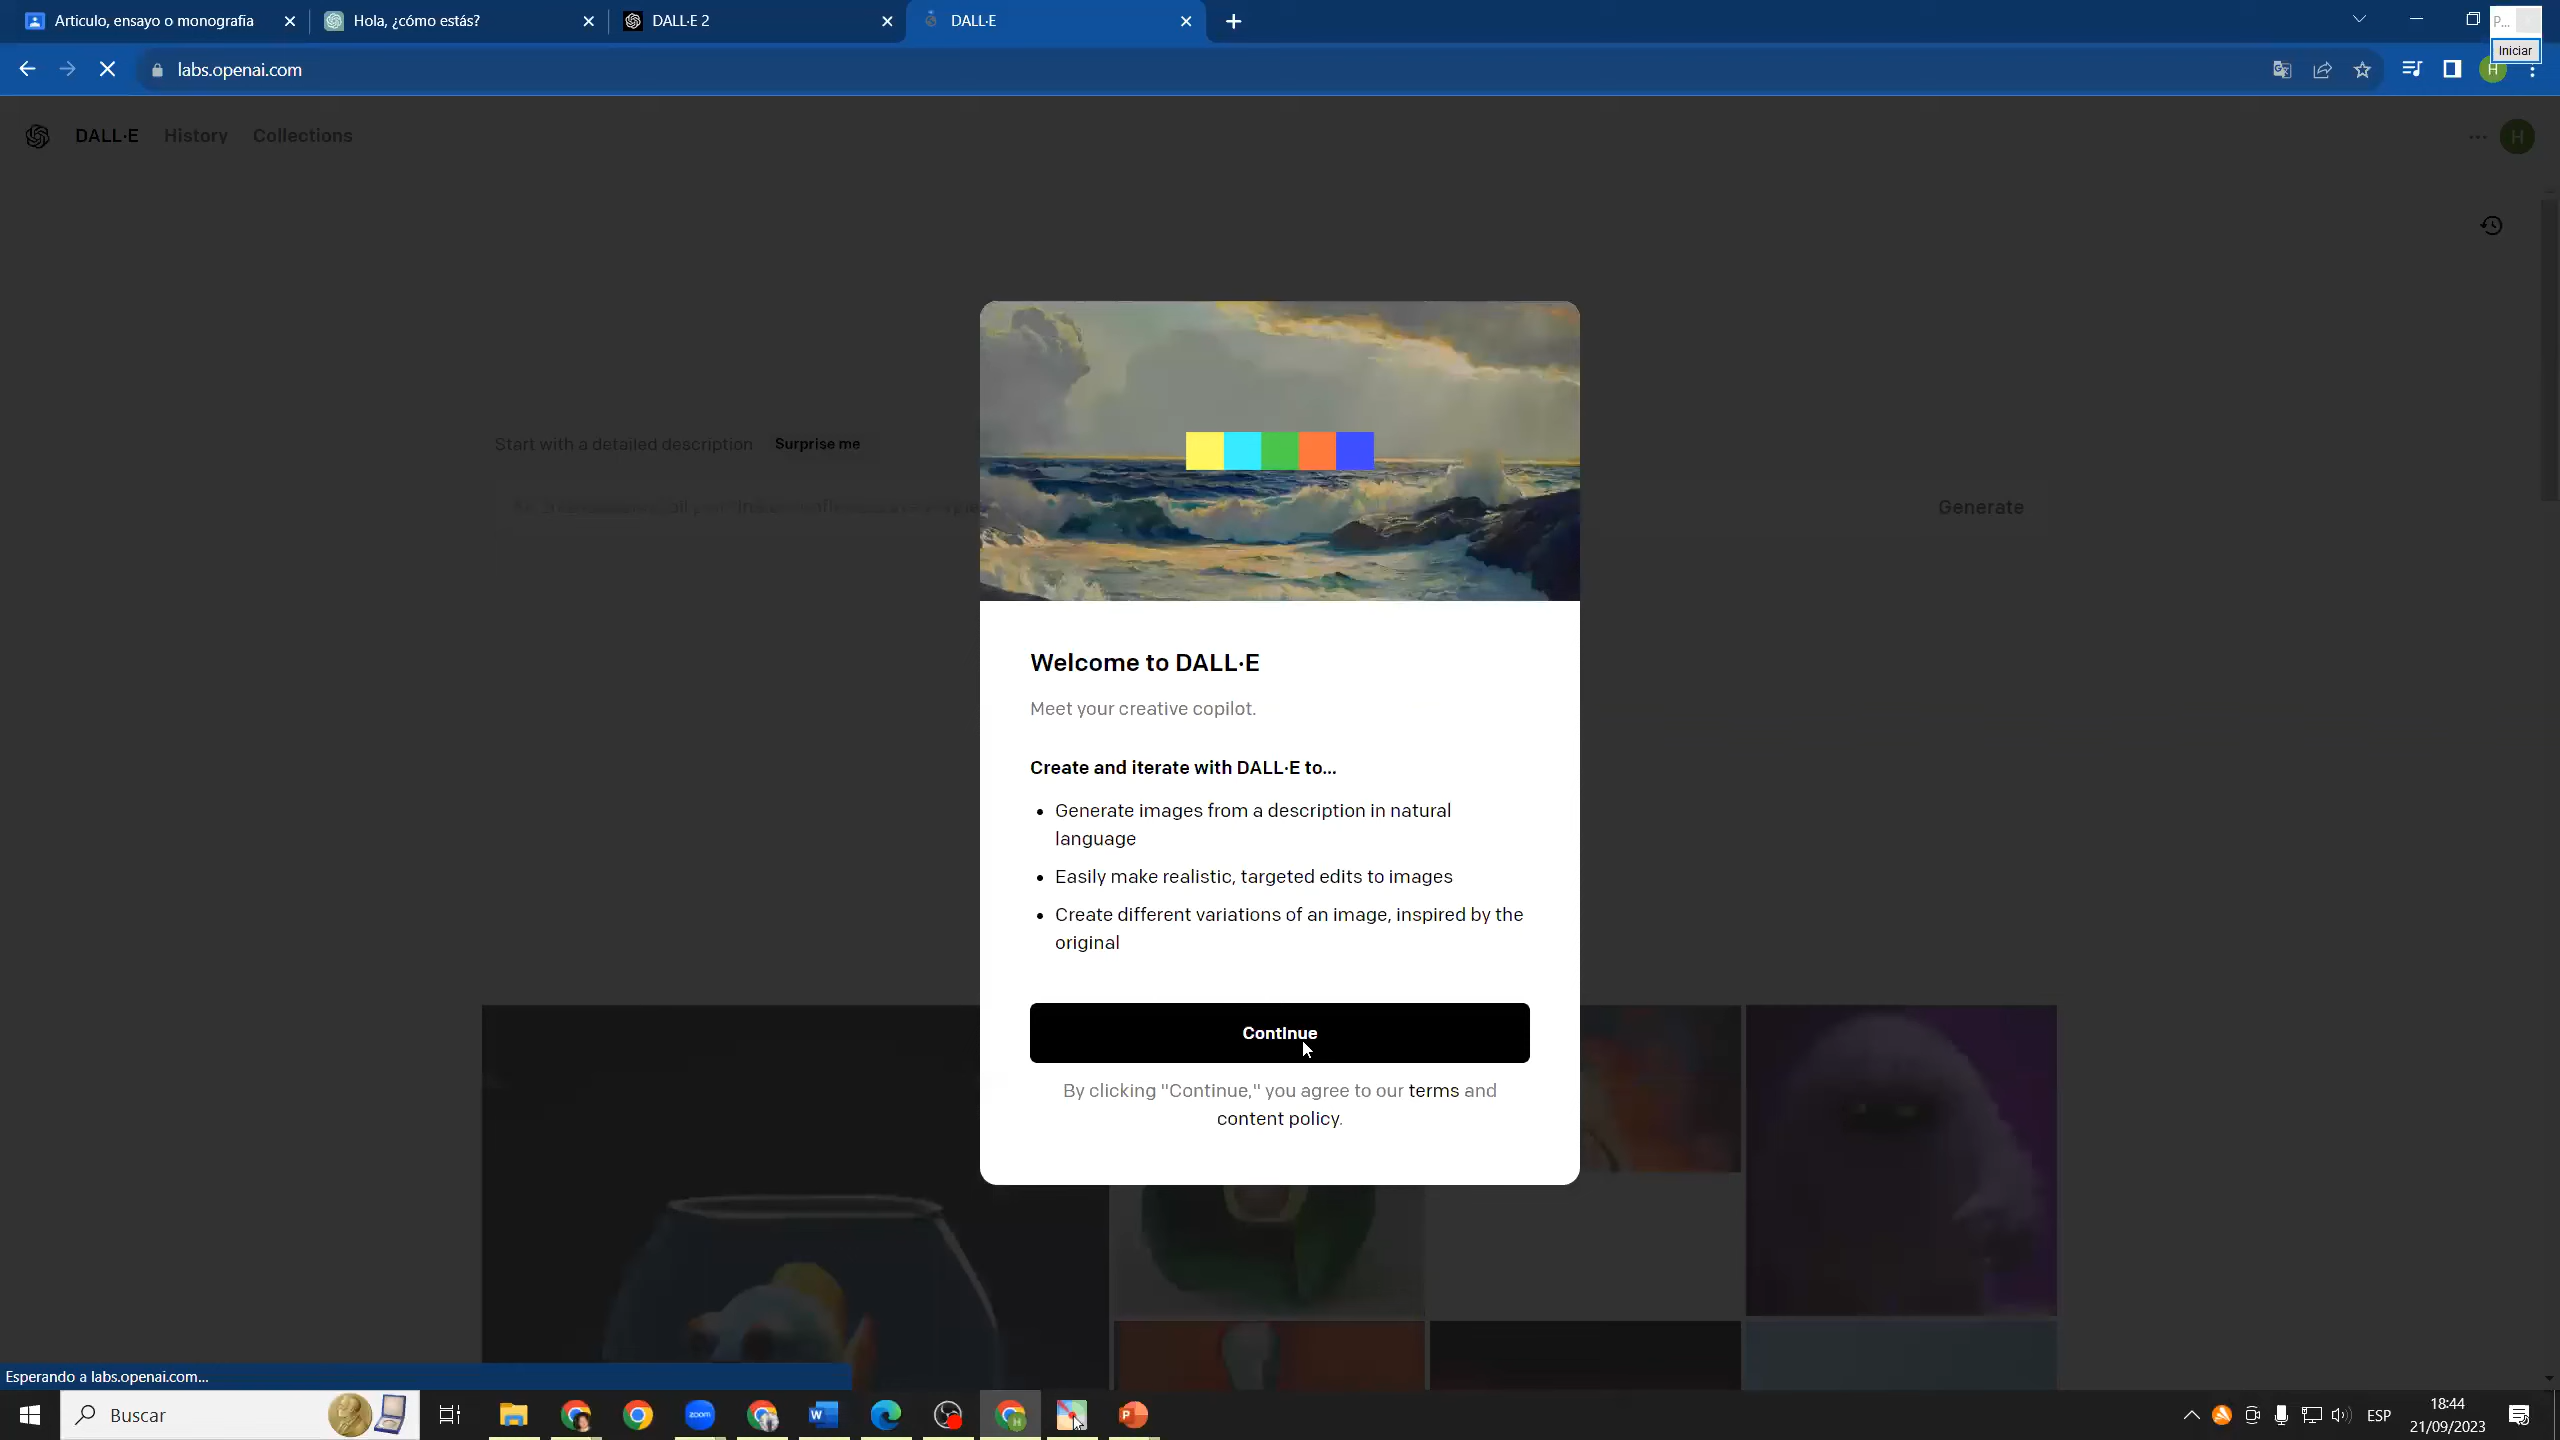 Articulo, ensayo o monografia
Hola, ¿cómo estás?
DALL·E 2
DALL·E
P...
Iniciar
labs.openai.com
H
DALL·E
History
Collections
H
Start with a detailed description
Surprise me
Generate
Welcome to DALL·E
Meet your creative copilot.
Create and iterate with DALL·E to...
• Generate images from a description in natural
language
• Easily make realistic, targeted edits to images
• Create different variations of an image, inspired by the
original
Continue
By clicking "Continue," you agree to our terms and
content policy.
Esperando a labs.openai.com...
Buscar
zoom
ESP
18:44
21/09/2023